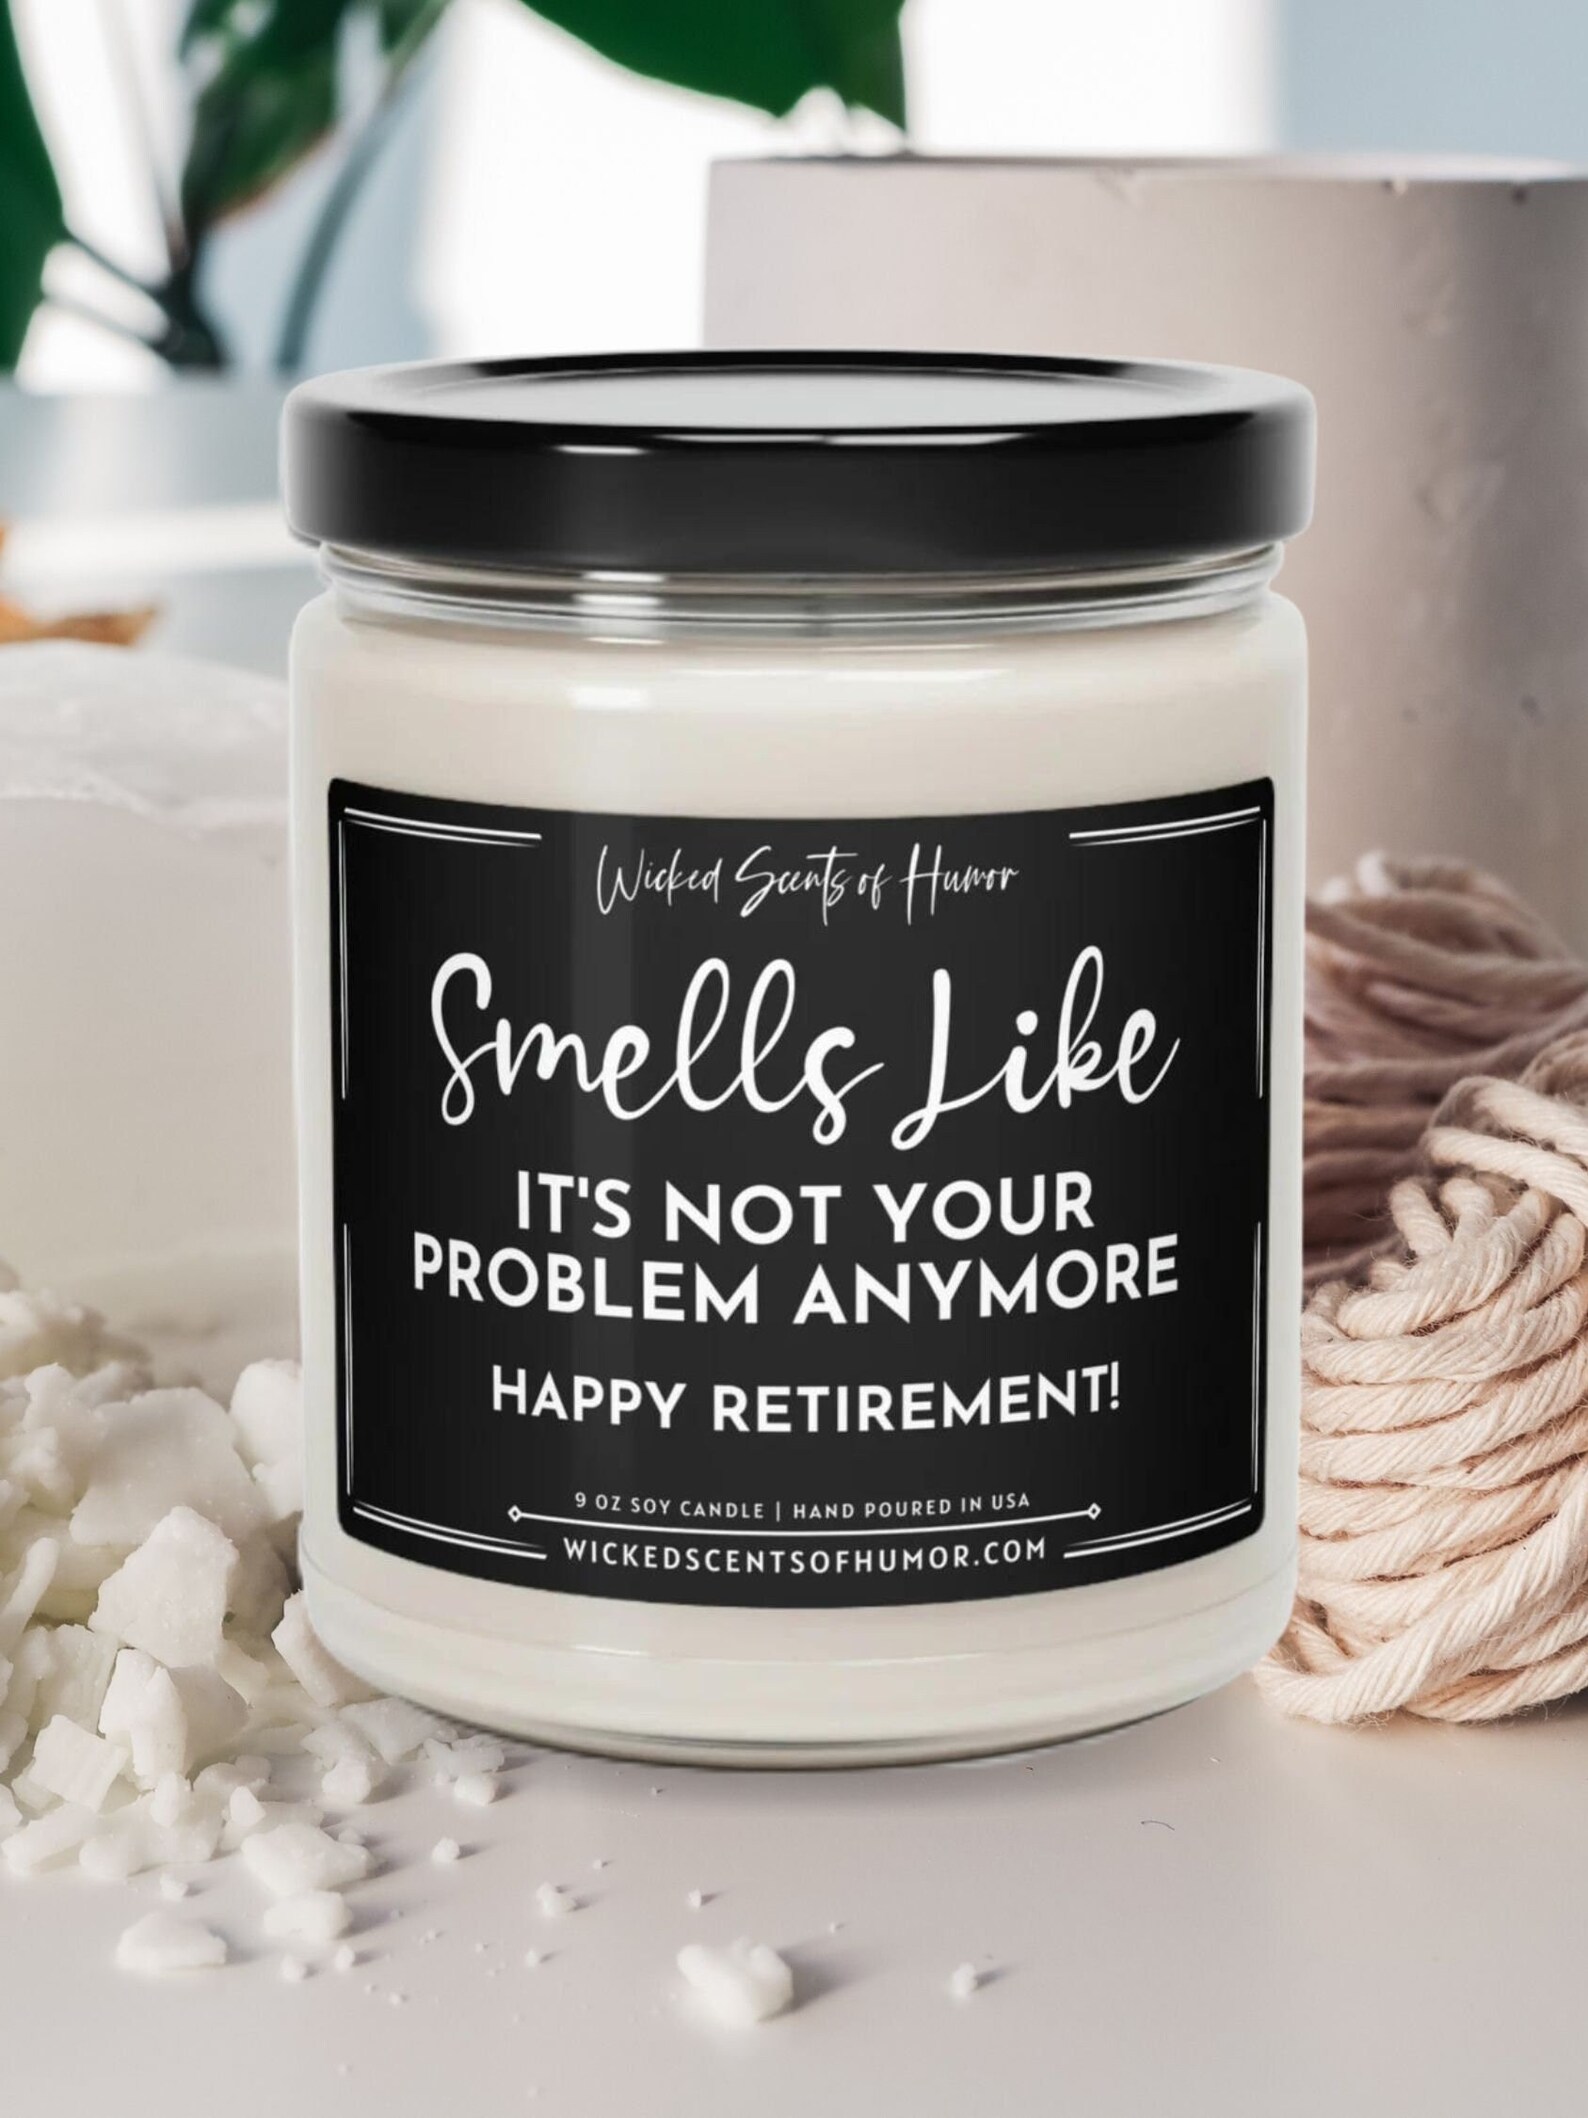 Wicked Scents of Humor
Smells Like
IT'S NOT YOUR
PROBLEM ANYMORE
HAPPY RETIREMENT!
9 OZ SOY CANDLE | HAND POURED IN USA
WICKEDSCENTSOFHUMOR.COM